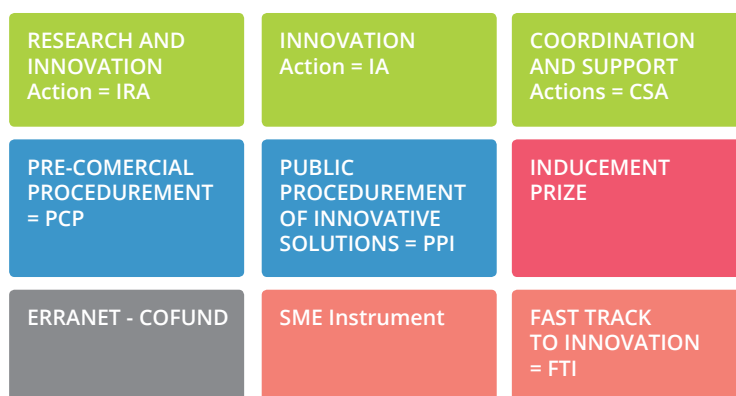 RESEARCH AND
INNOVATION
Action = IRA
INNOVATION
Action = IA
COORDINATION
AND SUPPORT
Actions = CSA
PRE-COMERCIAL
PROCEDUREMENT
= PCP
PUBLIC
PROCEDUREMENT
OF INNOVATIVE
SOLUTIONS = PPI
INDUCEMENT
PRIZE
ERRANET - COFUND
SME Instrument
FAST TRACK
TO INNOVATION
= FTI